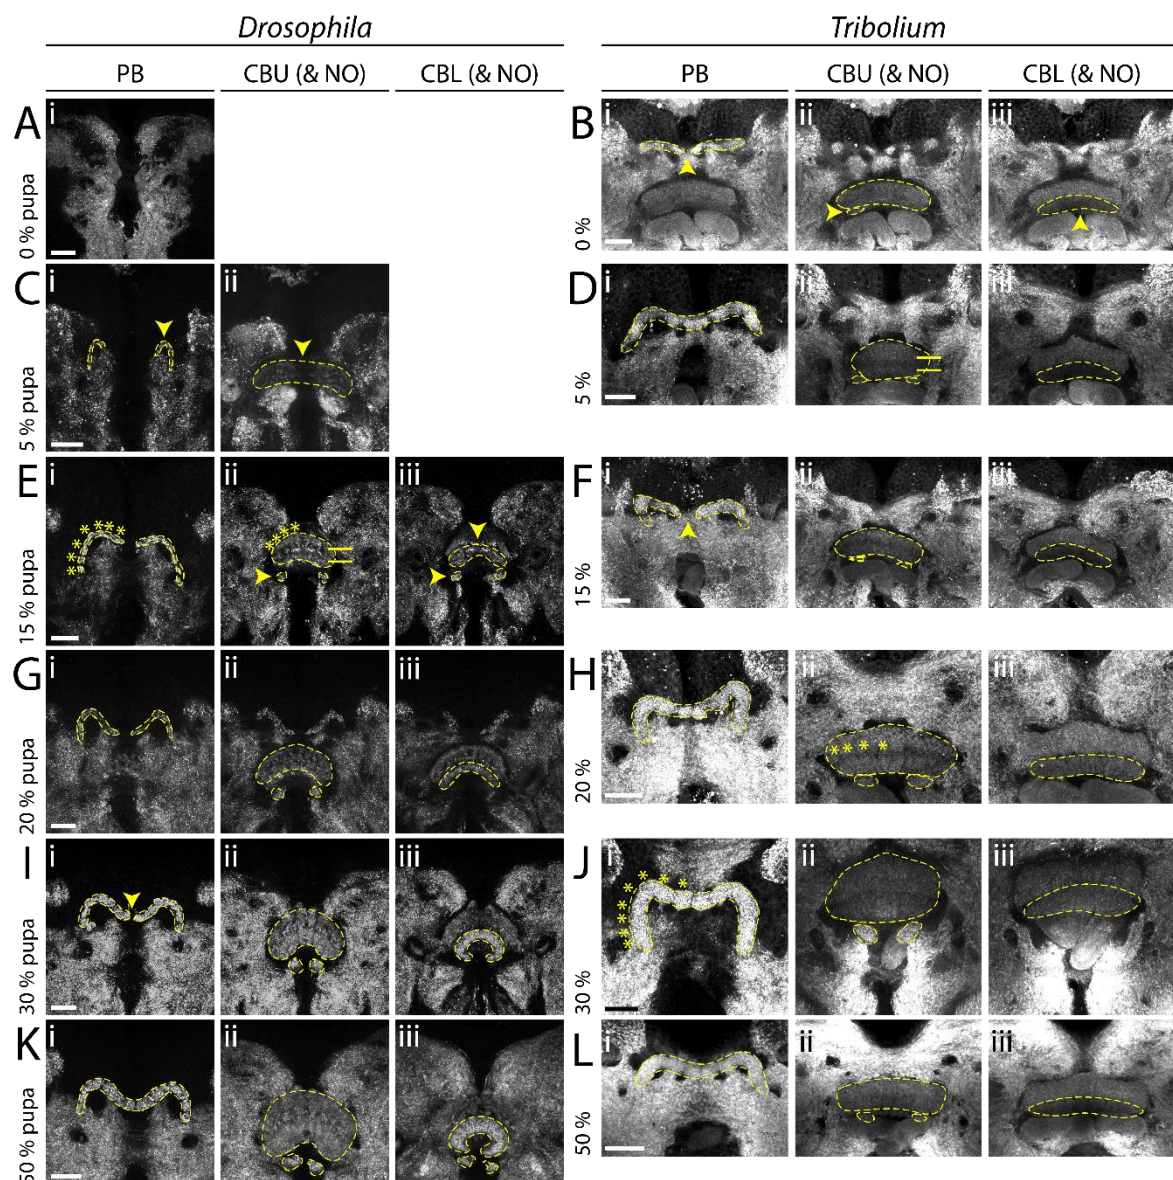 Drosophila Tribolium
PB CBU (& NO) CBL (& NO) PB CBU (& NO) CBL (& NO)
A i B i ii iii
0 % pupa 0 %
C i ii D i ii iii
5 % pupa 5 %
E i ii iii F i ii iii
15 % pupa 15 %
G i ii iii H i ii iii
20 % pupa 20 %
I i ii iii J i ii iii
30 % pupa 30 %
K i ii iii L i ii iii
50 % pupa 50 %